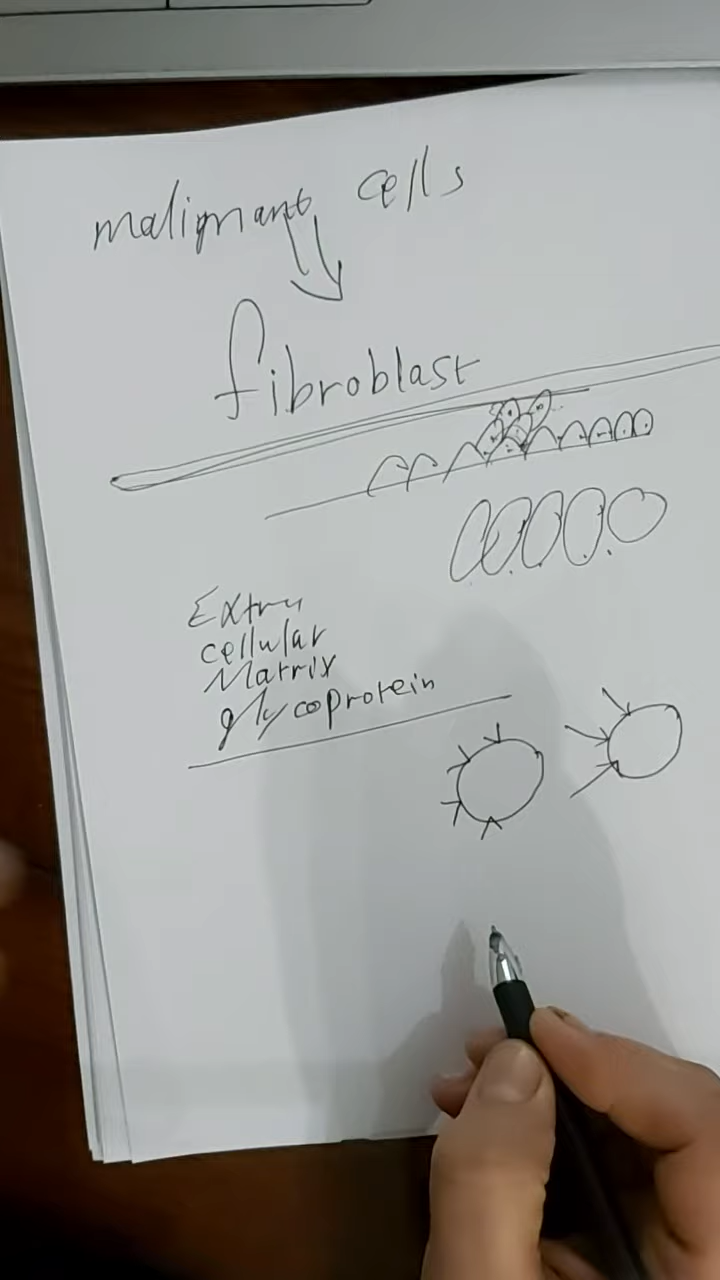 malignant cells
fibroblast
Extra
cellular
Matrix
glycoprotein